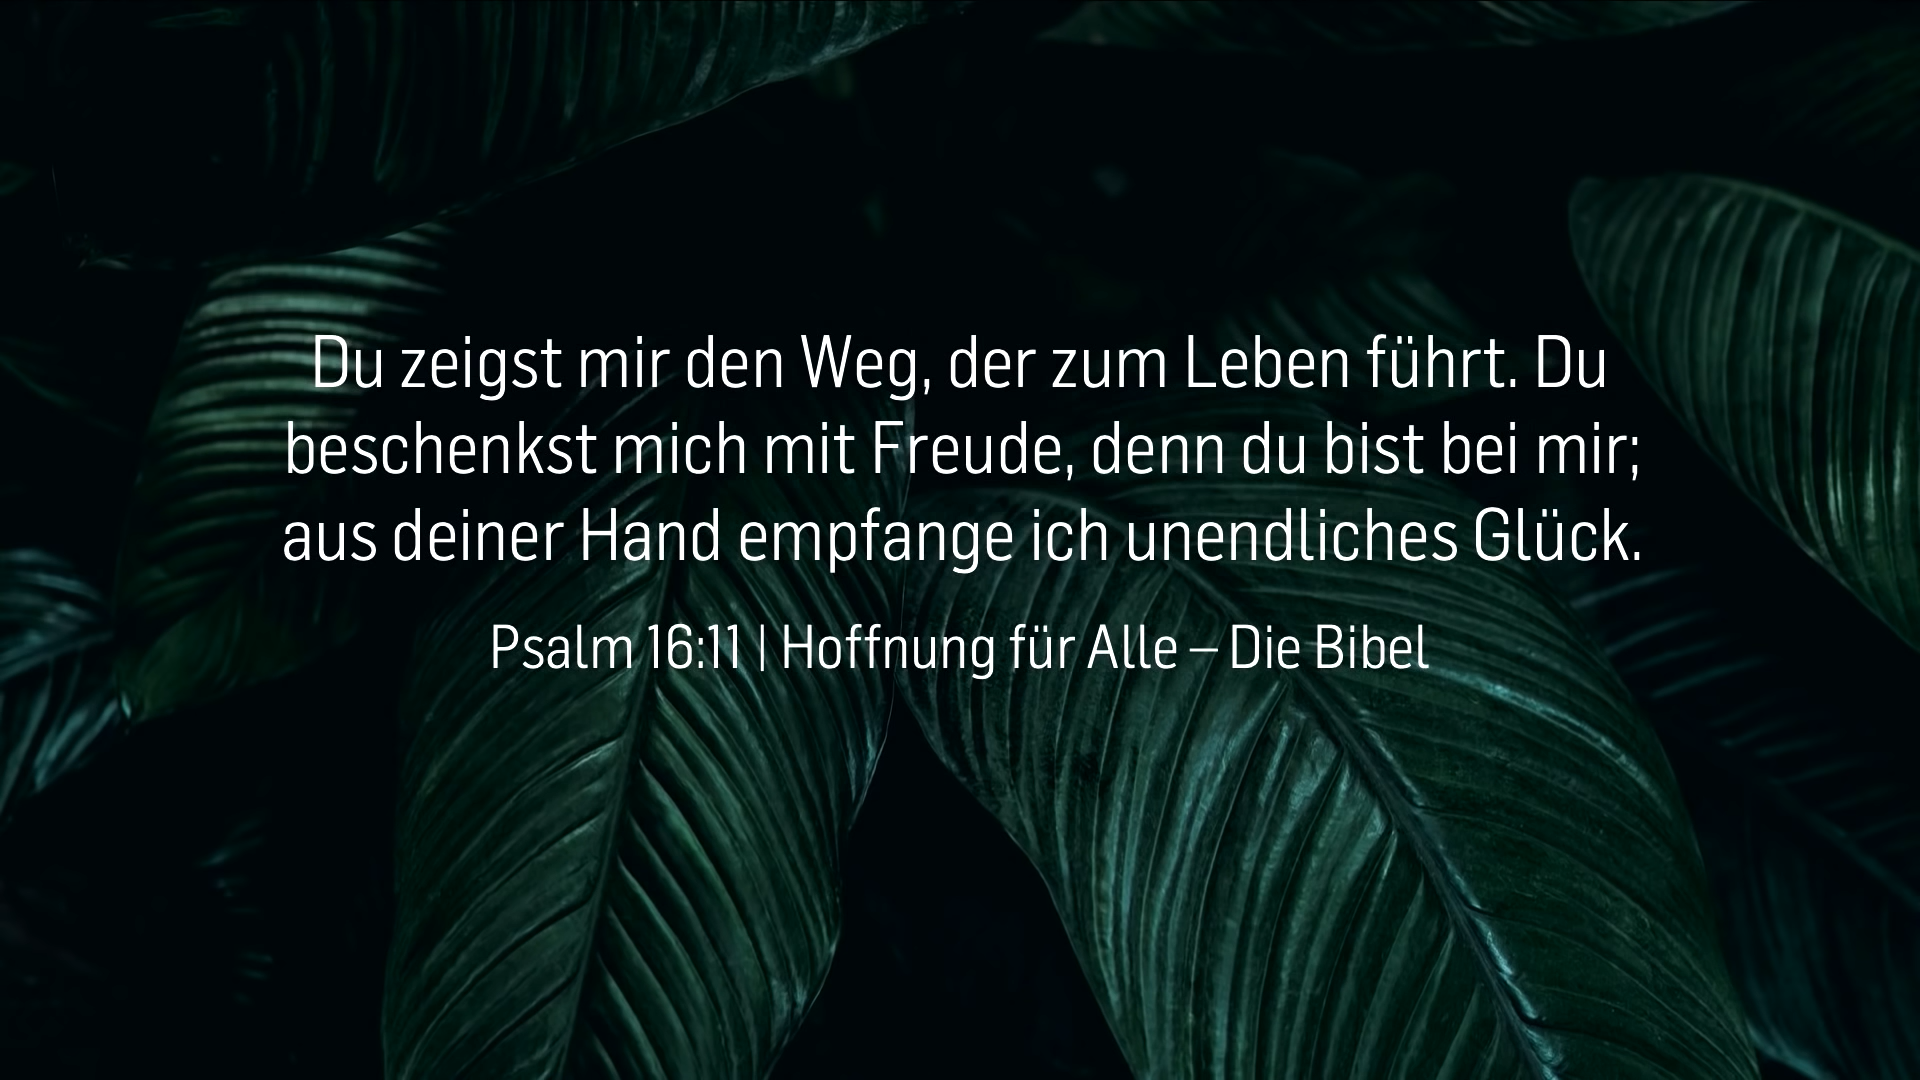 Du zeigst mir den Weg, der zum Leben führt. Du
beschenkst mich mit Freude, denn du bist bei mir;
aus deiner Hand empfange ich unendliches Glück.
Psalm 16:11 | Hoffnung für Alle – Die Bibel